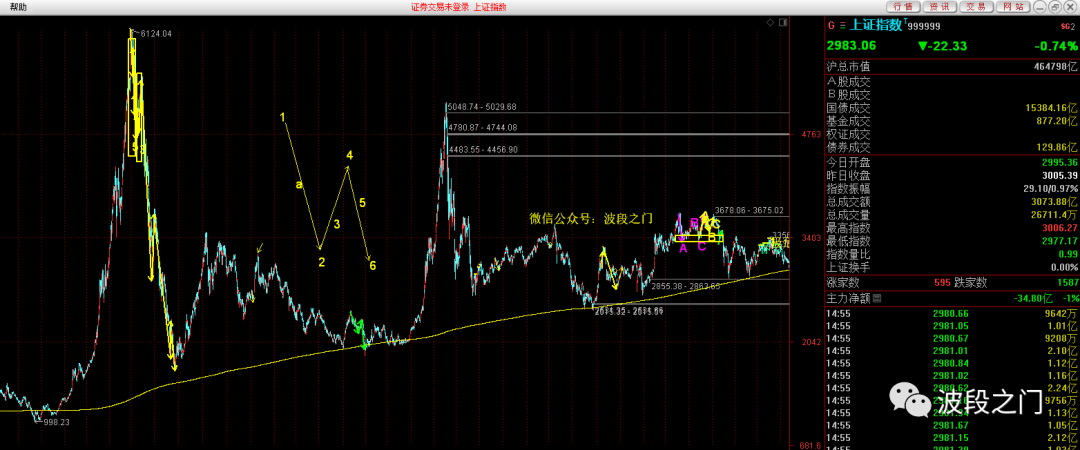 帮助
证券交易未登录 上证指数
行情 资讯 交易 网站
6124.04
998.23
1
a
2
3
4
5
6
5048.74 - 5029.68
4780.87 - 4744.08
4483.55 - 4456.90
微信公众号：波段之门
3678.06 - 3675.02
B
A
C
2855.38 - 2863.65
4763
3403
2042
681.6
G 上证指数 999999
2983.06 ▼-22.33 -0.74%
沪总市值 464798亿
A股成交
B股成交
国债成交 15384.16亿
基金成交 877.20亿
权证成交
债券成交 129.86亿
今日开盘 2995.36
昨日收盘 3005.39
指数振幅 29.10/0.97%
总成交额 3073.88亿
总成交量 26711.4万
最高指数 3006.27
最低指数 2977.17
指数量比 0.99
上证换手 0.00%
涨家数 595 跌家数 1587
主力净额 -34.80亿 -1%
14:55 2980.66 9642万
14:55 2981.05 1.01亿
14:55 2980.67 9208万
14:55 2981.01 2.10亿
14:55 2980.84 1.12亿
14:55 2981.02 1.16亿
14:55 2980.62 2.24亿
14:55 9756万
14:55 1.13亿
14:55 2981.67 1.05亿
14:55 2981.15 2.12亿
波段之门